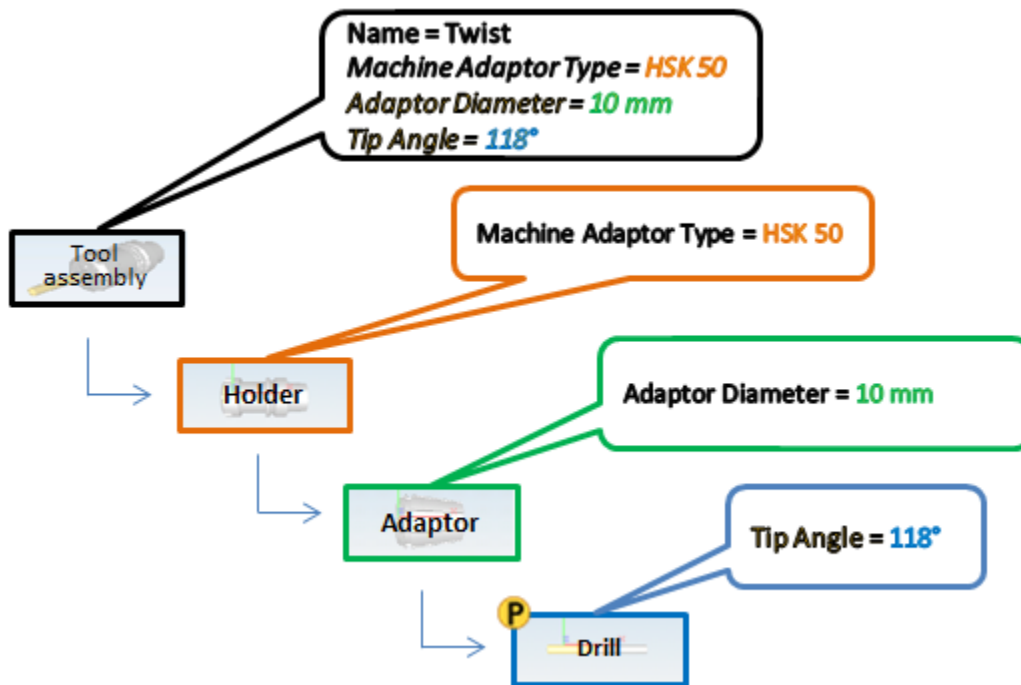 Name = Twist
Machine Adaptor Type = HSK 50
Adaptor Diameter = 10 mm
Tip Angle = 118°
Tool
assembly
Machine Adaptor Type = HSK 50
Holder
Adaptor Diameter = 10 mm
Adaptor
Tip Angle = 118°
P
Drill